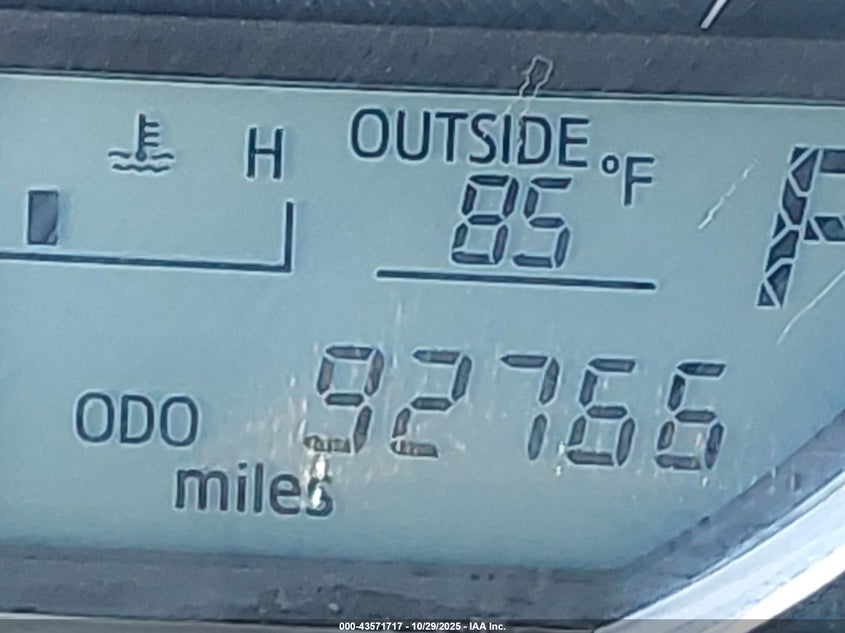 H OUTSIDE °F
85
ODO 92766
miles
000-43571717 - 10/29/2025 - IAA Inc.